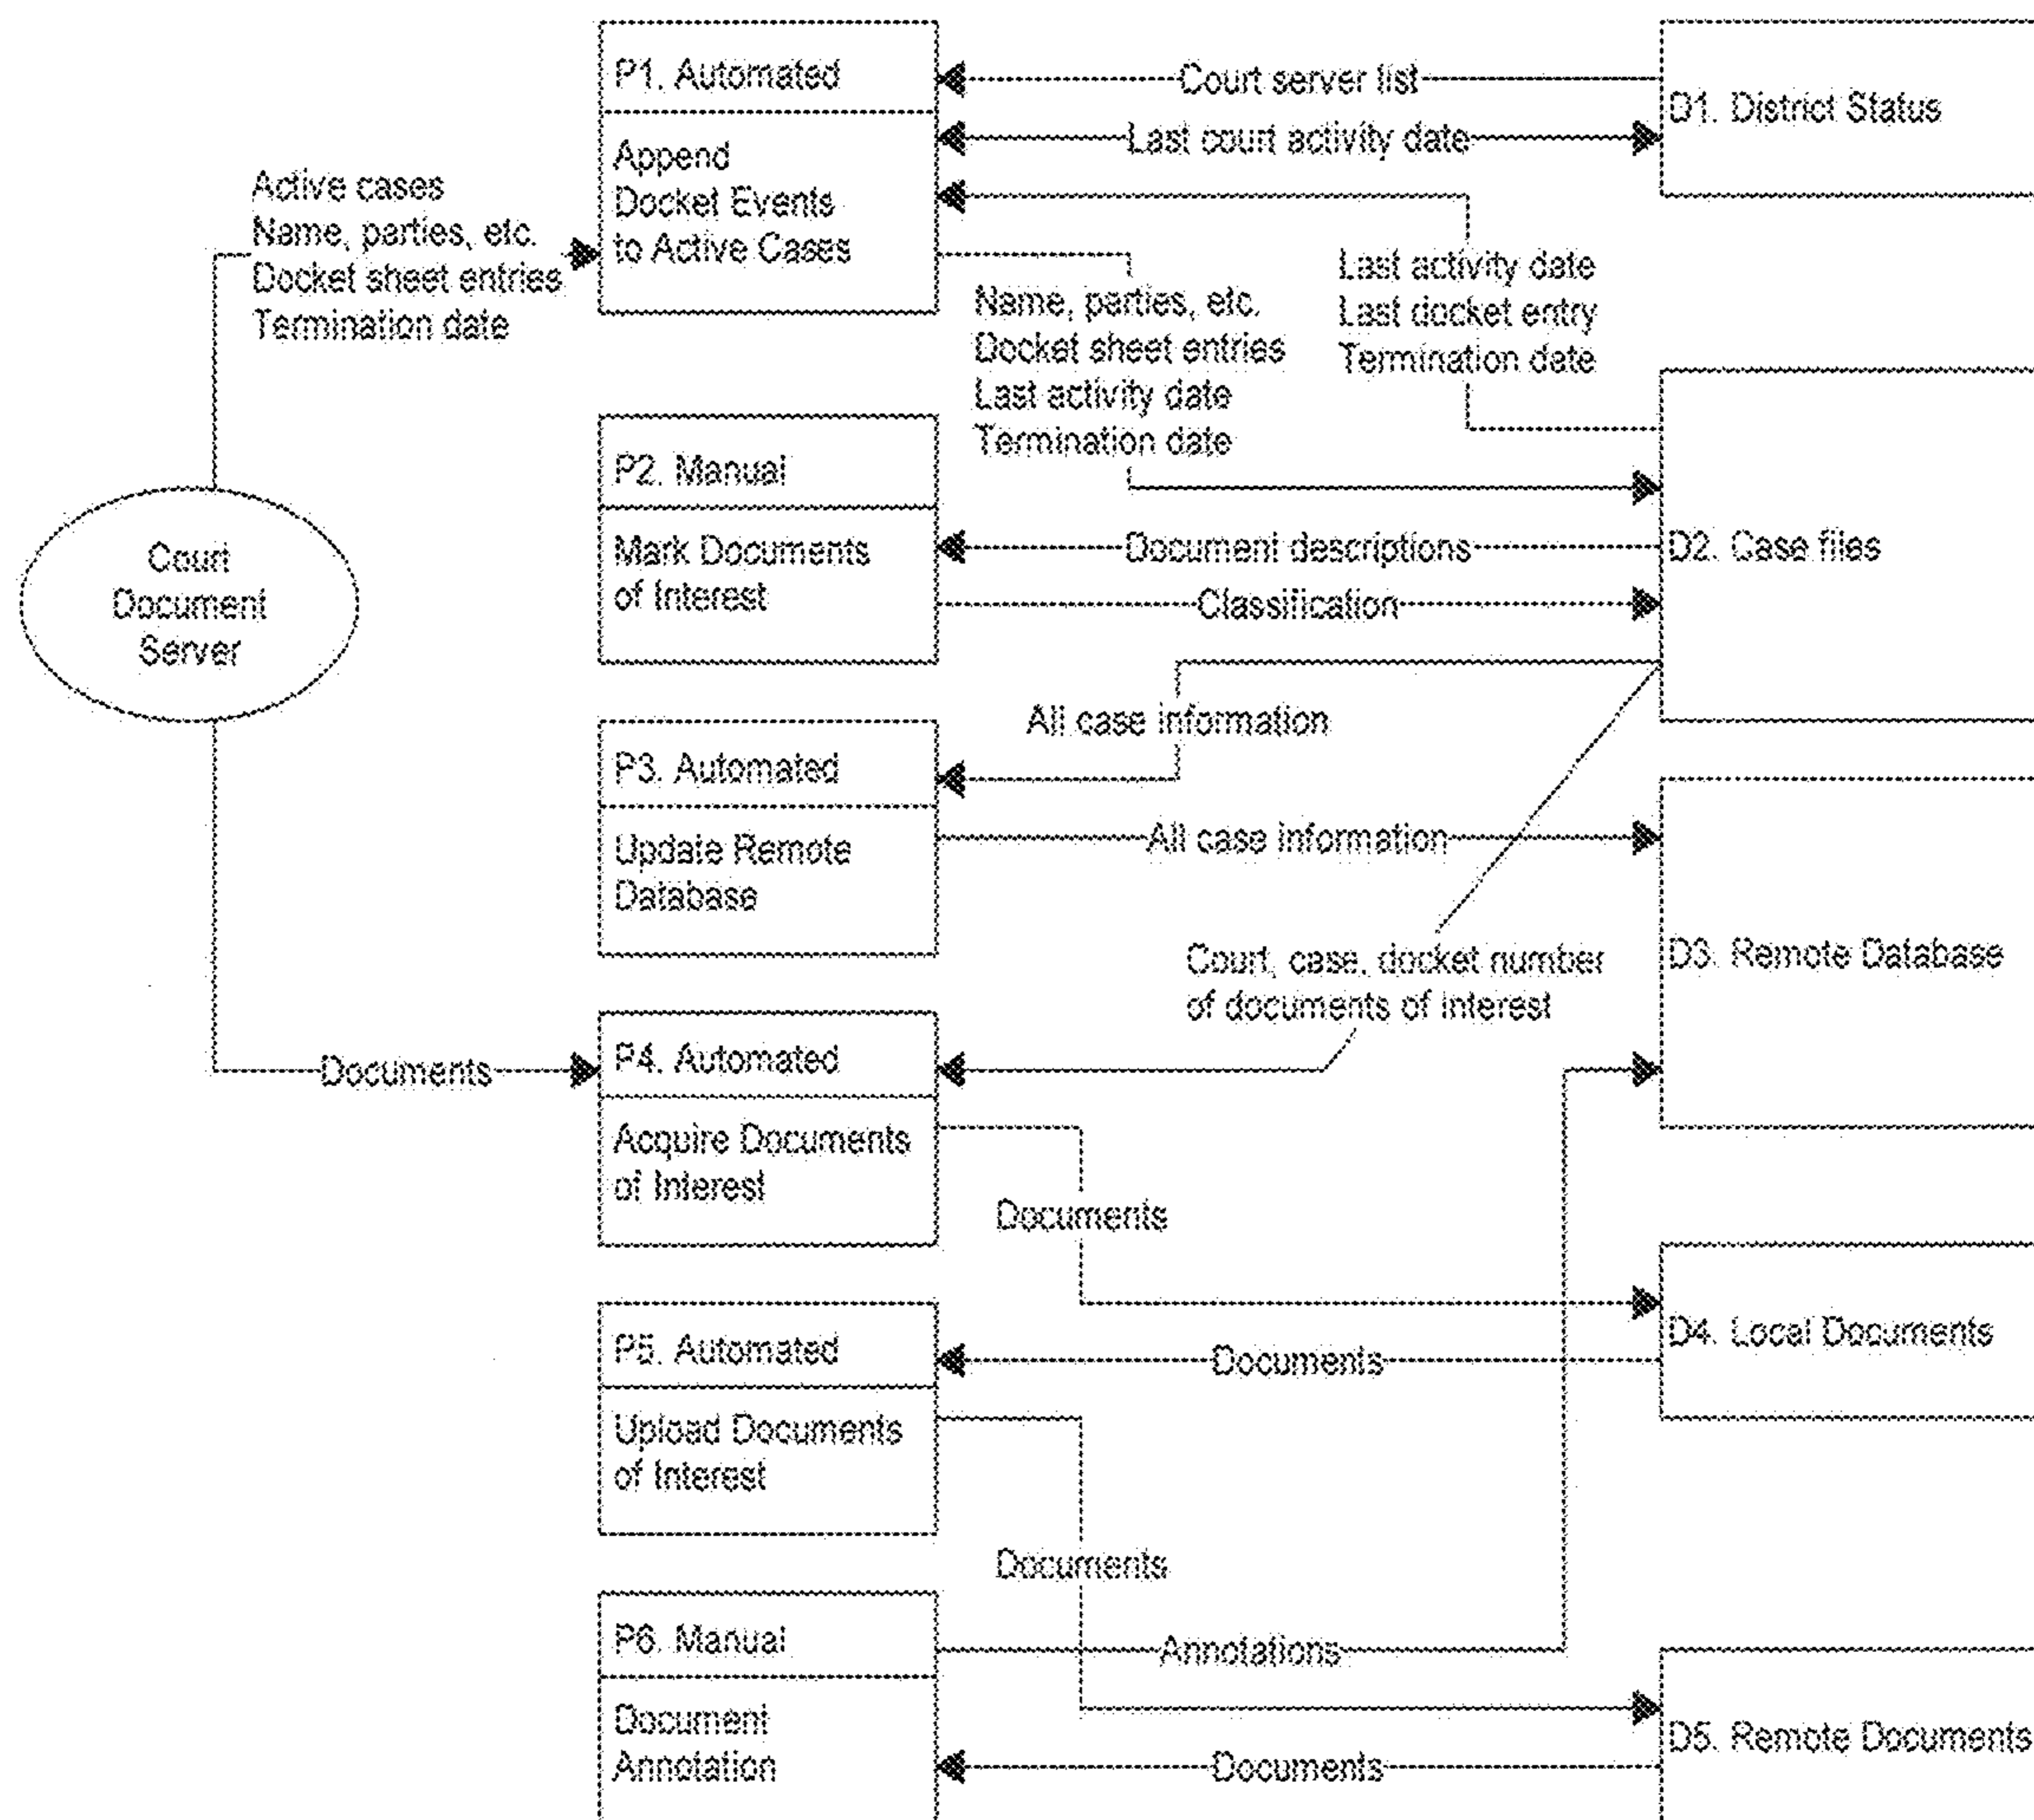 P1. Automated
Append
Docket Events
to Active Cases
Court server list
Last court activity date
D1. District Status
Active cases
Name, parties, etc.
Docket sheet entries
Termination date
Name, parties, etc.
Docket sheet entries
Last activity date
Termination date
Last activity date
Last docket entry
Termination date
P2. Manual
Mark Documents
of Interest
Document descriptions
Classification
D2. Case files
Court
Document
Server
All case information
P3. Automated
Update Remote
Database
All case information
D3. Remote Database
Court, case, docket number
of documents of interest
Documents
P4. Automated
Acquire Documents
of Interest
Documents
D4. Local Documents
P5. Automated
Upload Documents
of Interest
Documents
Documents
P6. Manual
Document
Annotation
Annotations
Documents
D5. Remote Documents